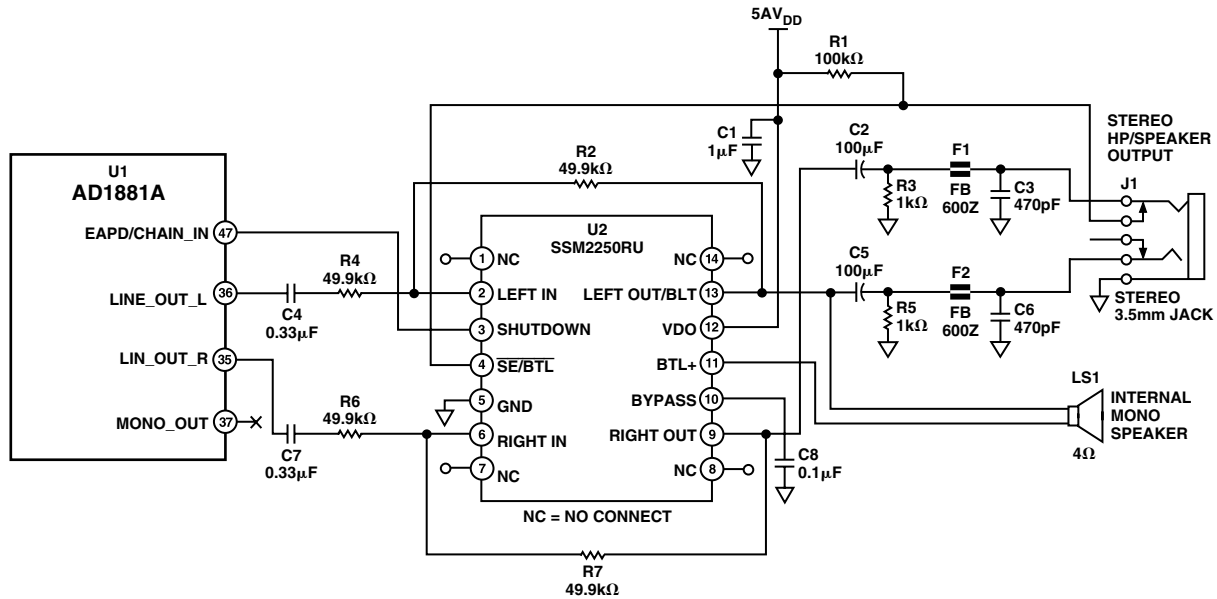 5AV_DD
R1
100kΩ
U1
AD1881A
EAPD/CHAIN_IN
47
LINE_OUT_L
36
LIN_OUT_R
35
MONO_OUT
37
C4
0.33μF
R4
49.9kΩ
C7
0.33μF
R6
49.9kΩ
R2
49.9kΩ
U2
SSM2250RU
1
NC
2
LEFT IN
3
SHUTDOWN
4
SE/BTL
5
GND
6
RIGHT IN
7
NC
NC
14
LEFT OUT/BLT
13
VDO
12
BTL+
11
BYPASS
10
RIGHT OUT
9
NC
8
NC = NO CONNECT
R7
49.9kΩ
C1
1μF
C8
0.1μF
C2
100μF
R3
1kΩ
F1
FB
600Z
C3
470pF
C5
100μF
R5
1kΩ
F2
FB
600Z
C6
470pF
STEREO
HP/SPEAKER
OUTPUT
J1
STEREO
3.5mm JACK
LS1
INTERNAL
MONO
SPEAKER
4Ω